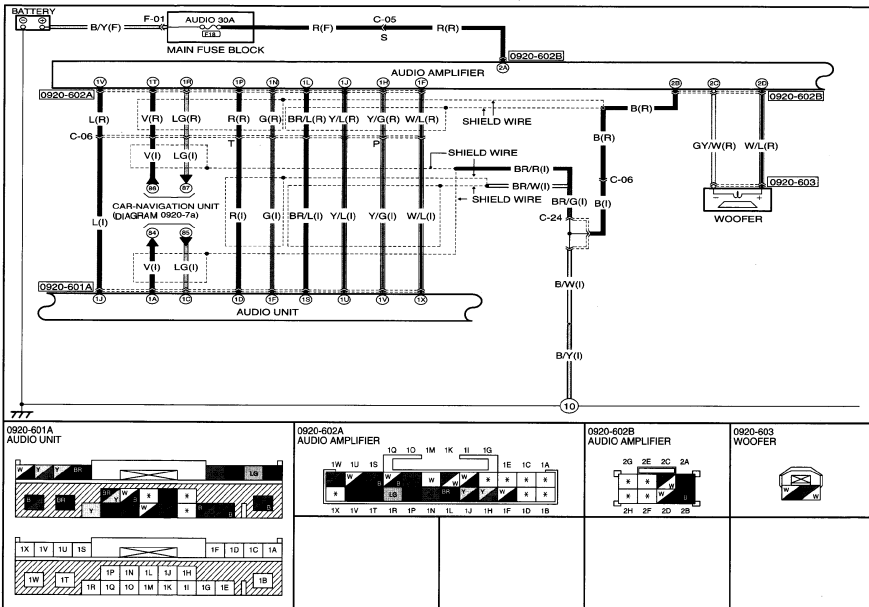 BATTERY
F-01
AUDIO 30A
F18
MAIN FUSE BLOCK
C-05
S
B/Y(F)
R(F)
R(R)
0920-602B
2A
AUDIO AMPLIFIER
1V 1T 1R 1P 1N 1L 1J 1H 1F 2B 2C 2D
0920-602A
0920-602B
L(R) V(R) LG(R) R(R) G(R) BR/L(R) Y/L(R) Y/G(R) W/L(R)
SHIELD WIRE
B(R)
B(R)
C-06
T
P
GY/W(R) W/L(R)
V(I) LG(I)
SHIELD WIRE
BR/R(I)
BR/W(I)
SHIELD WIRE
C-06
0920-603
86 87
CAR-NAVIGATION UNIT
(DIAGRAM 0920-7a)
84 85
BR/G(I)
B(I)
C-24
WOOFER
L(I)
R(I) G(I) BR/L(I) Y/L(I) Y/G(I) W/L(I)
V(I) LG(I)
0920-601A
1J 1A 1C 1D 1F 1S 1U 1V 1X
AUDIO UNIT
B/W(I)
B/Y(I)
10
0920-601A
AUDIO UNIT
W Y Y BR LG
B BR BR Y W W * * B
Y W * R B
1X 1V 1U 1S 1F 1D 1C 1A
1W 1T 1P 1N 1L 1J 1H 1B
1R 1Q 1O 1M 1K 1I 1G 1E
0920-602A
AUDIO AMPLIFIER
1Q 1O 1M 1K 1I 1G
1W 1U 1S 1E 1C 1A
1X 1V 1T 1R 1P 1N 1L 1J 1H 1F 1D 1B
0920-602B
AUDIO AMPLIFIER
2G 2E 2C 2A
2H 2F 2D 2B
0920-603
WOOFER
W
W